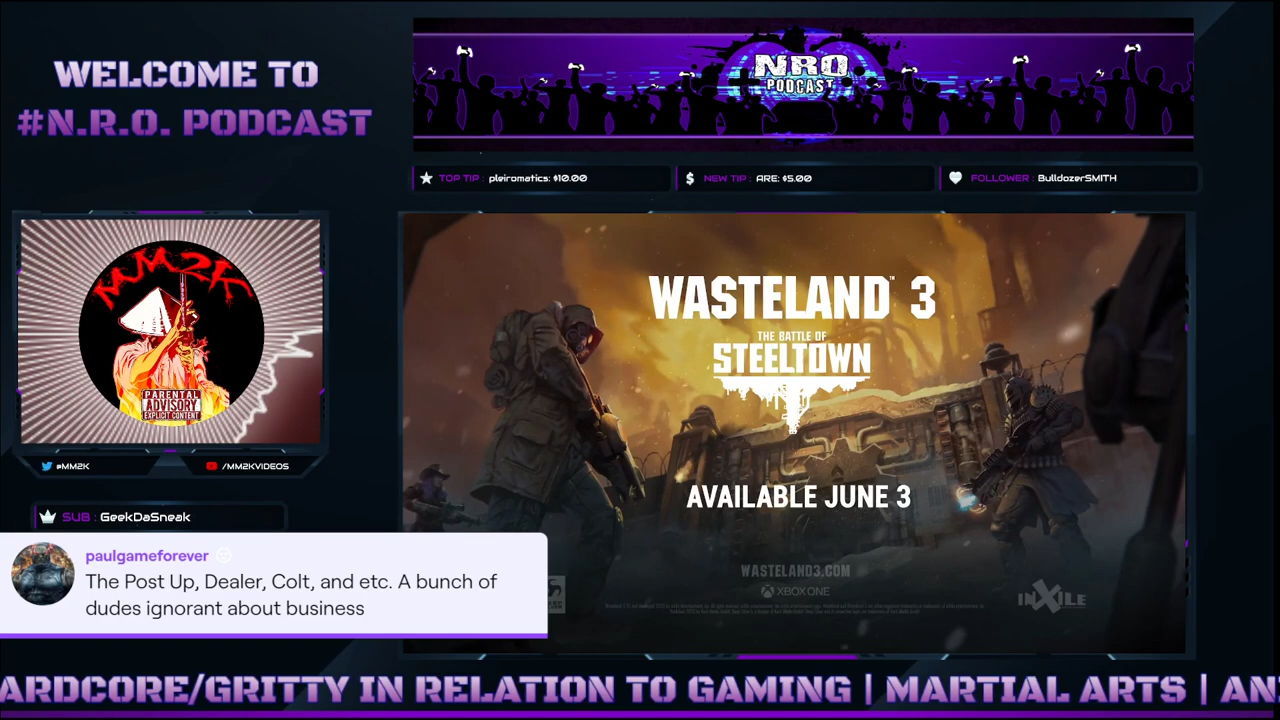 WELCOME TO
#N.R.O. PODCAST
NRO
PODCAST
TOP TIP : pleiromatics: $10.00
NEW TIP : ARE: $5.00
FOLLOWER : BulldozerSMITH
MM2K
PARENTAL
ADVISORY
EXPLICIT CONTENT
@MM2K
/MM2KVIDEOS
SUB : GeekDaSneak
WASTELAND™ 3
THE BATTLE OF
STEELTOWN
AVAILABLE JUNE 3
WASTELAND3.COM
XBOX ONE
INXILE
paulgameforever
The Post Up, Dealer, Colt, and etc. A bunch of
dudes ignorant about business
ARDCORE/GRITTY IN RELATION TO GAMING | MARTIAL ARTS | AN